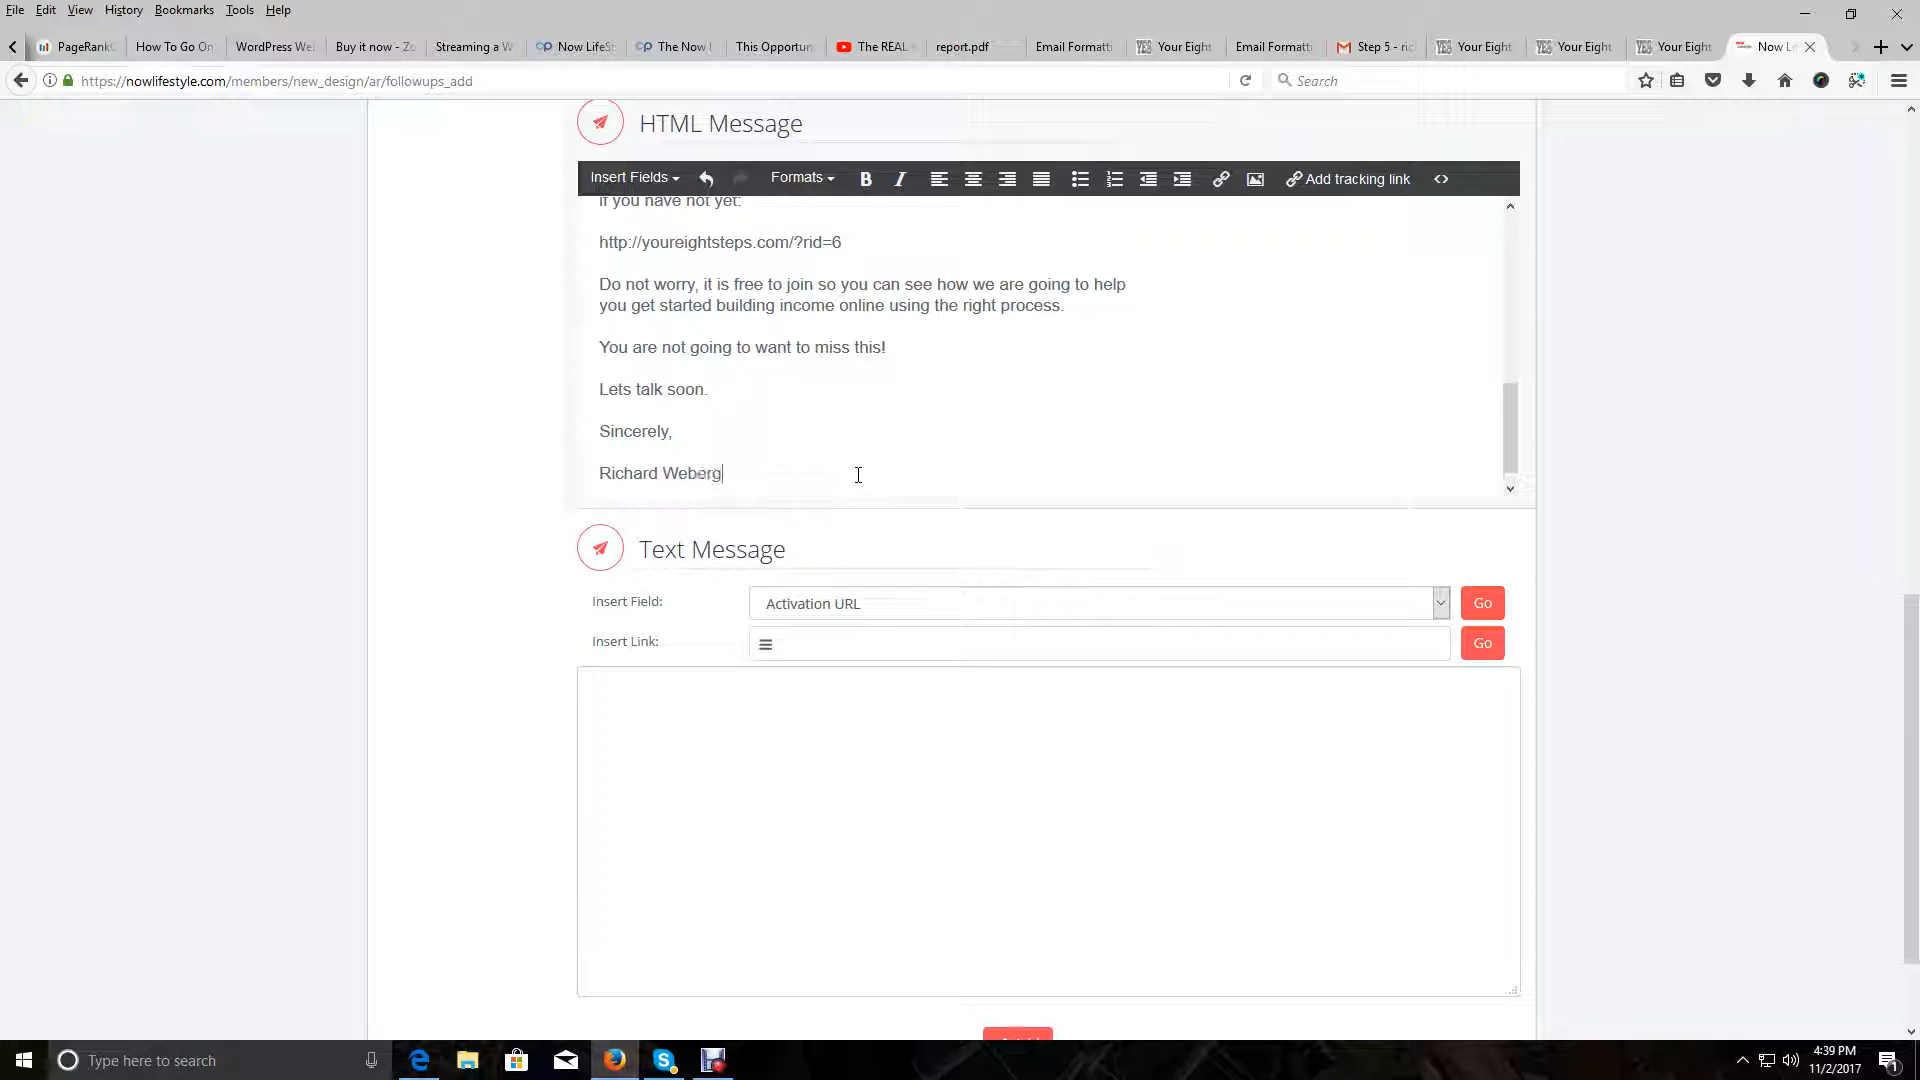 File Edit View History Bookmarks Tools Help
PageRank How To Go On WordPress We Buy it now - Zo Streaming a W Now LifeS The Now This Opportun The REAL report.pdf Email Formatti Your Eight Email Formatti Step 5 - ric Your Eight Your Eight Your Eight Now Li
https://nowlifestyle.com/members/new_design/ar/followups_add
Search
HTML Message
Insert Fields Formats B I Add tracking link <>
if you have not yet:
http://youreightsteps.com/?rid=6
Do not worry, it is free to join so you can see how we are going to help
you get started building income online using the right process.
You are not going to want to miss this!
Lets talk soon.
Sincerely,
Richard Weberg
Text Message
Insert Field: Activation URL Go
Insert Link: Go
Type here to search
4:39 PM
11/2/2017
1